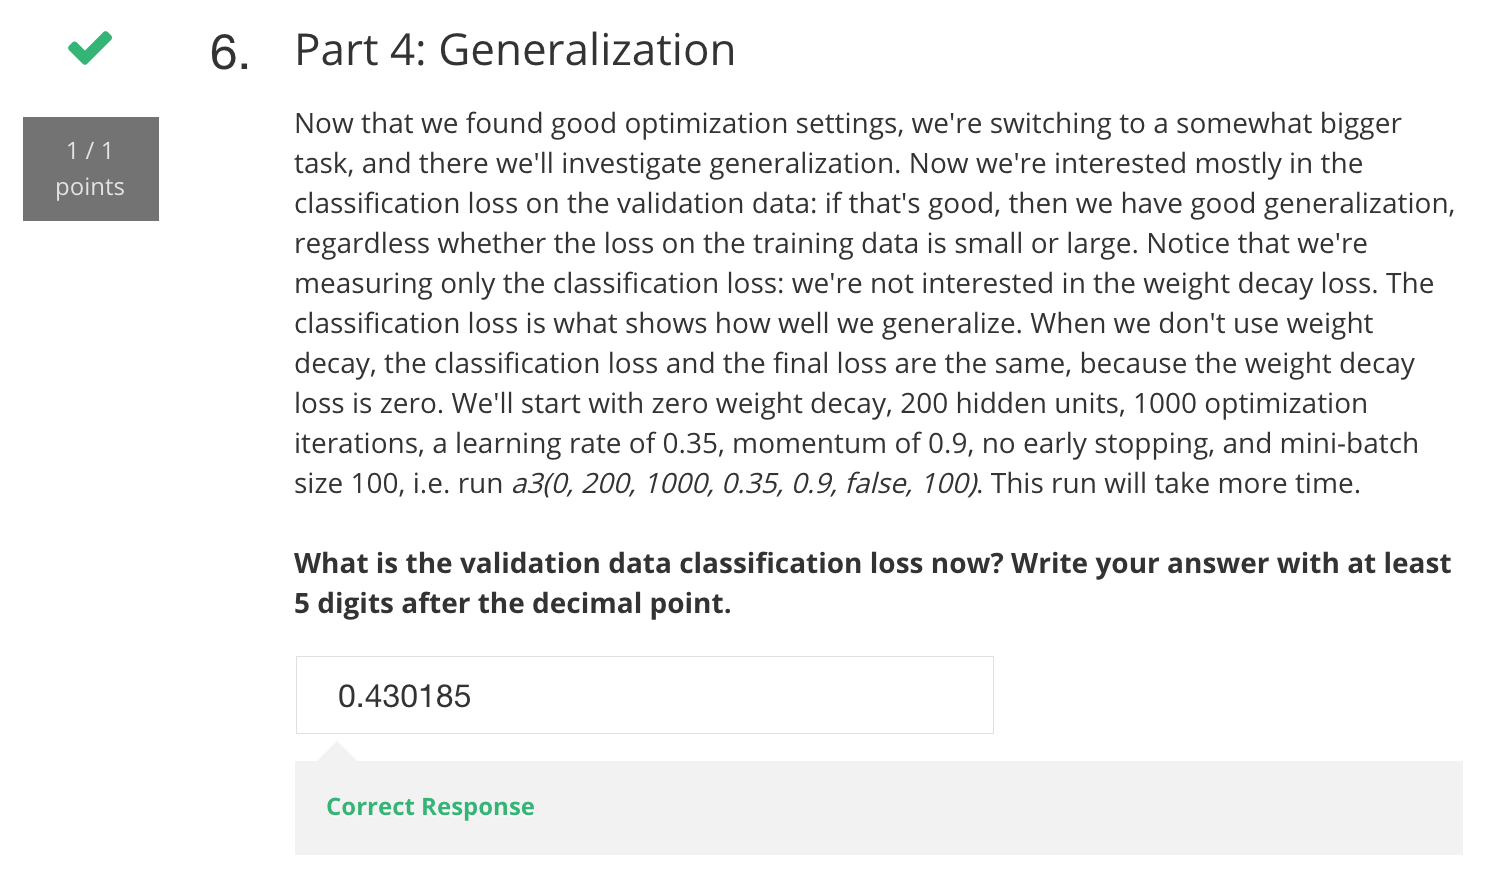 6. Part 4: Generalization
1 / 1
points
Now that we found good optimization settings, we're switching to a somewhat bigger
task, and there we'll investigate generalization. Now we're interested mostly in the
classification loss on the validation data: if that's good, then we have good generalization,
regardless whether the loss on the training data is small or large. Notice that we're
measuring only the classification loss: we're not interested in the weight decay loss. The
classification loss is what shows how well we generalize. When we don't use weight
decay, the classification loss and the final loss are the same, because the weight decay
loss is zero. We'll start with zero weight decay, 200 hidden units, 1000 optimization
iterations, a learning rate of 0.35, momentum of 0.9, no early stopping, and mini-batch
size 100, i.e. run a3(0, 200, 1000, 0.35, 0.9, false, 100). This run will take more time.
What is the validation data classification loss now? Write your answer with at least
5 digits after the decimal point.
0.430185
Correct Response